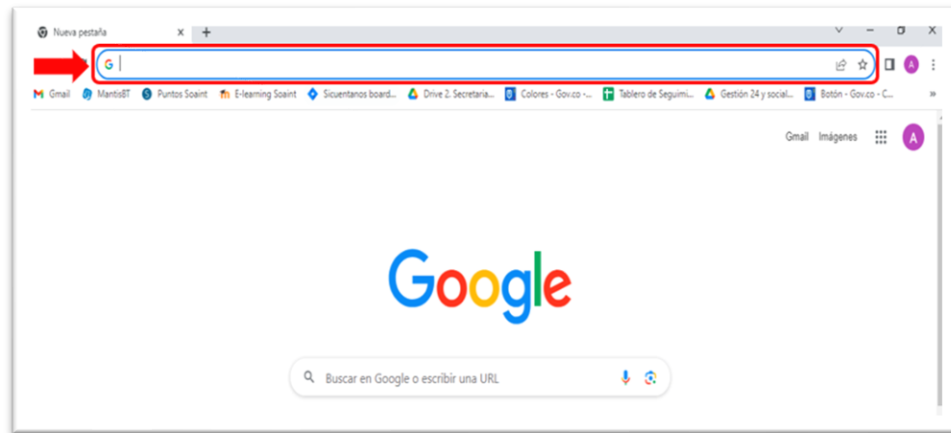 Nueva pestaña
Gmail MantisBT Puntos Soaint E-learning Soaint Sicuentanos board... Drive 2. Secretaria... Colores - Gov.co -... Tablero de Seguimi... Gestión 24 y social... Botón - Gov.co - C...
Gmail Imágenes A
Google
Buscar en Google o escribir una URL